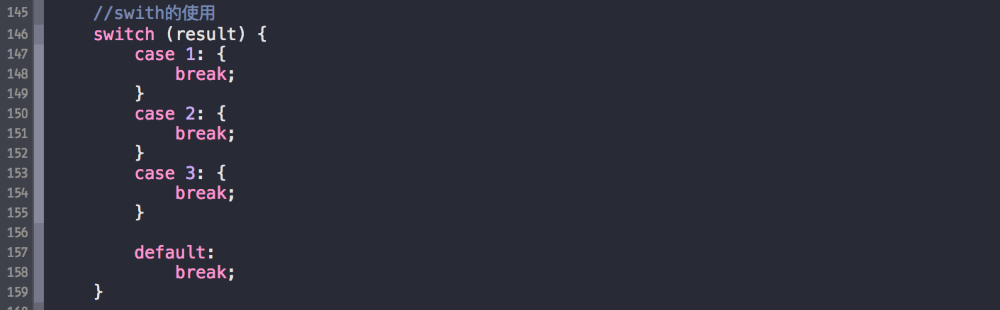 145 //swith的使用
146 switch (result) {
147 case 1: {
148 break;
149 }
150 case 2: {
151 break;
152 }
153 case 3: {
154 break;
155 }
156
157 default:
158 break;
159 }
160